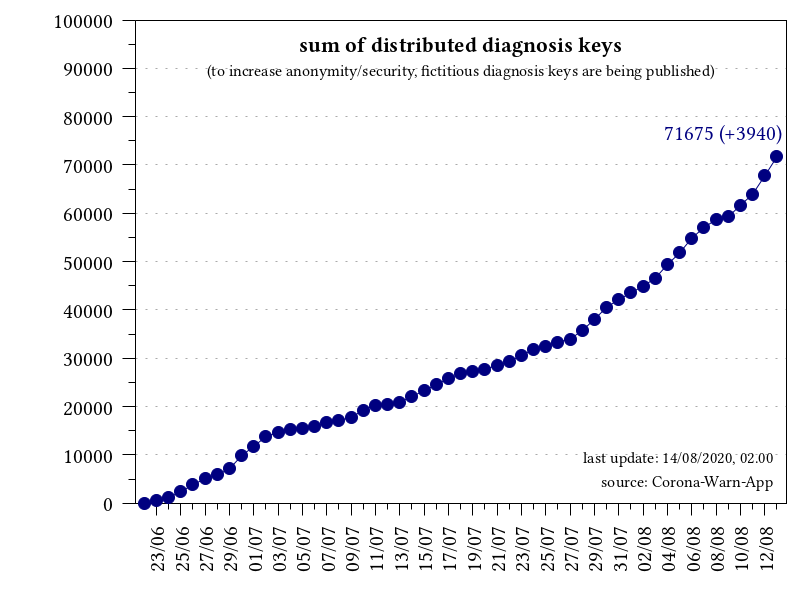 sum of distributed diagnosis keys
(to increase anonymity/security, fictitious diagnosis keys are being published)
71675 (+3940)
100000
90000
80000
70000
60000
50000
40000
30000
20000
10000
0
last update: 14/08/2020, 02.00
source: Corona-Warn-App
23/06 25/06 27/06 29/06 01/07 03/07 05/07 07/07 09/07 11/07 13/07 15/07 17/07 19/07 21/07 23/07 25/07 27/07 29/07 31/07 02/08 04/08 06/08 08/08 10/08 12/08